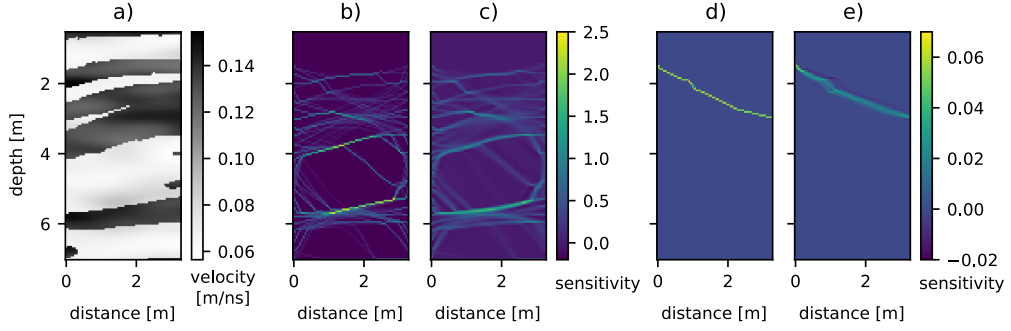 a) b) c) d) e)
0.14
0.12
0.10
0.08
0.06
2.5
2.0
1.5
1.0
0.5
0.0
0.06
0.04
0.02
0.00
−0.02
2
4
6
depth [m]
0 2 0 2 0 2 0 2 0 2
velocity
[m/ns]
sensitivity
sensitivity
distance [m] distance [m] distance [m] distance [m] distance [m]